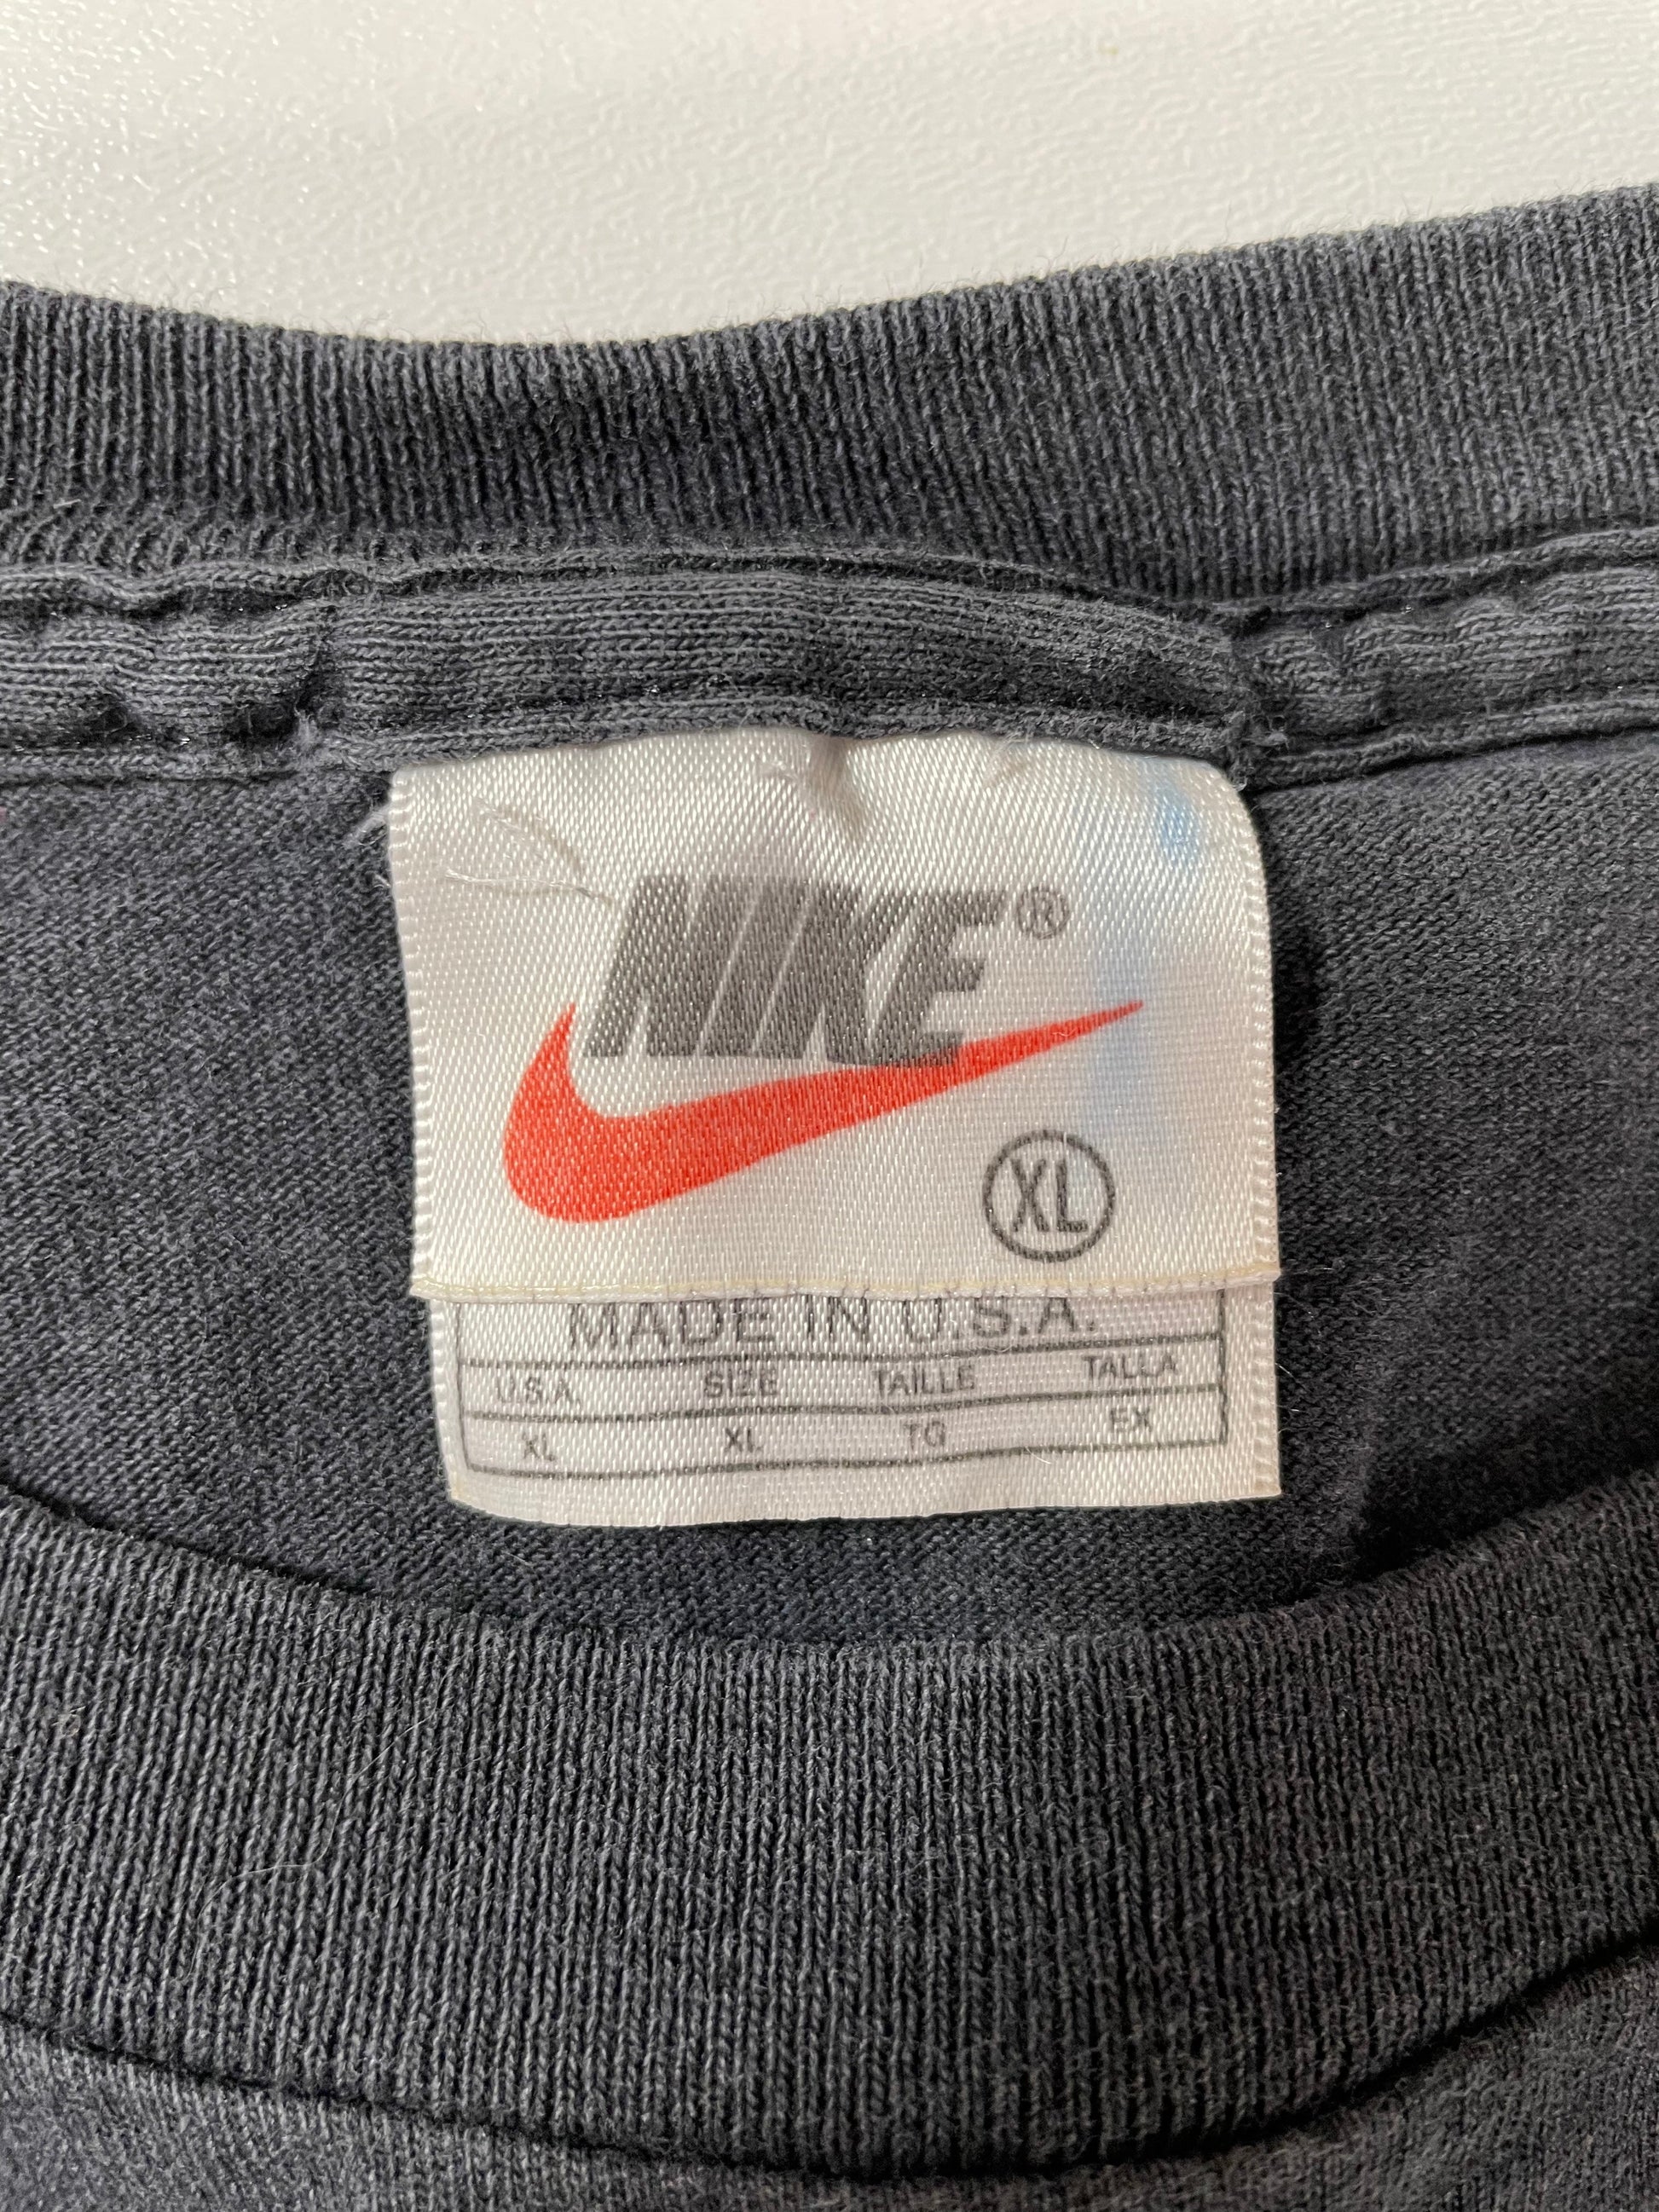 NIKE®
XL
MADE IN U.S.A.
U.S.A. SIZE TAILLE TALLA
XL XL TG EX